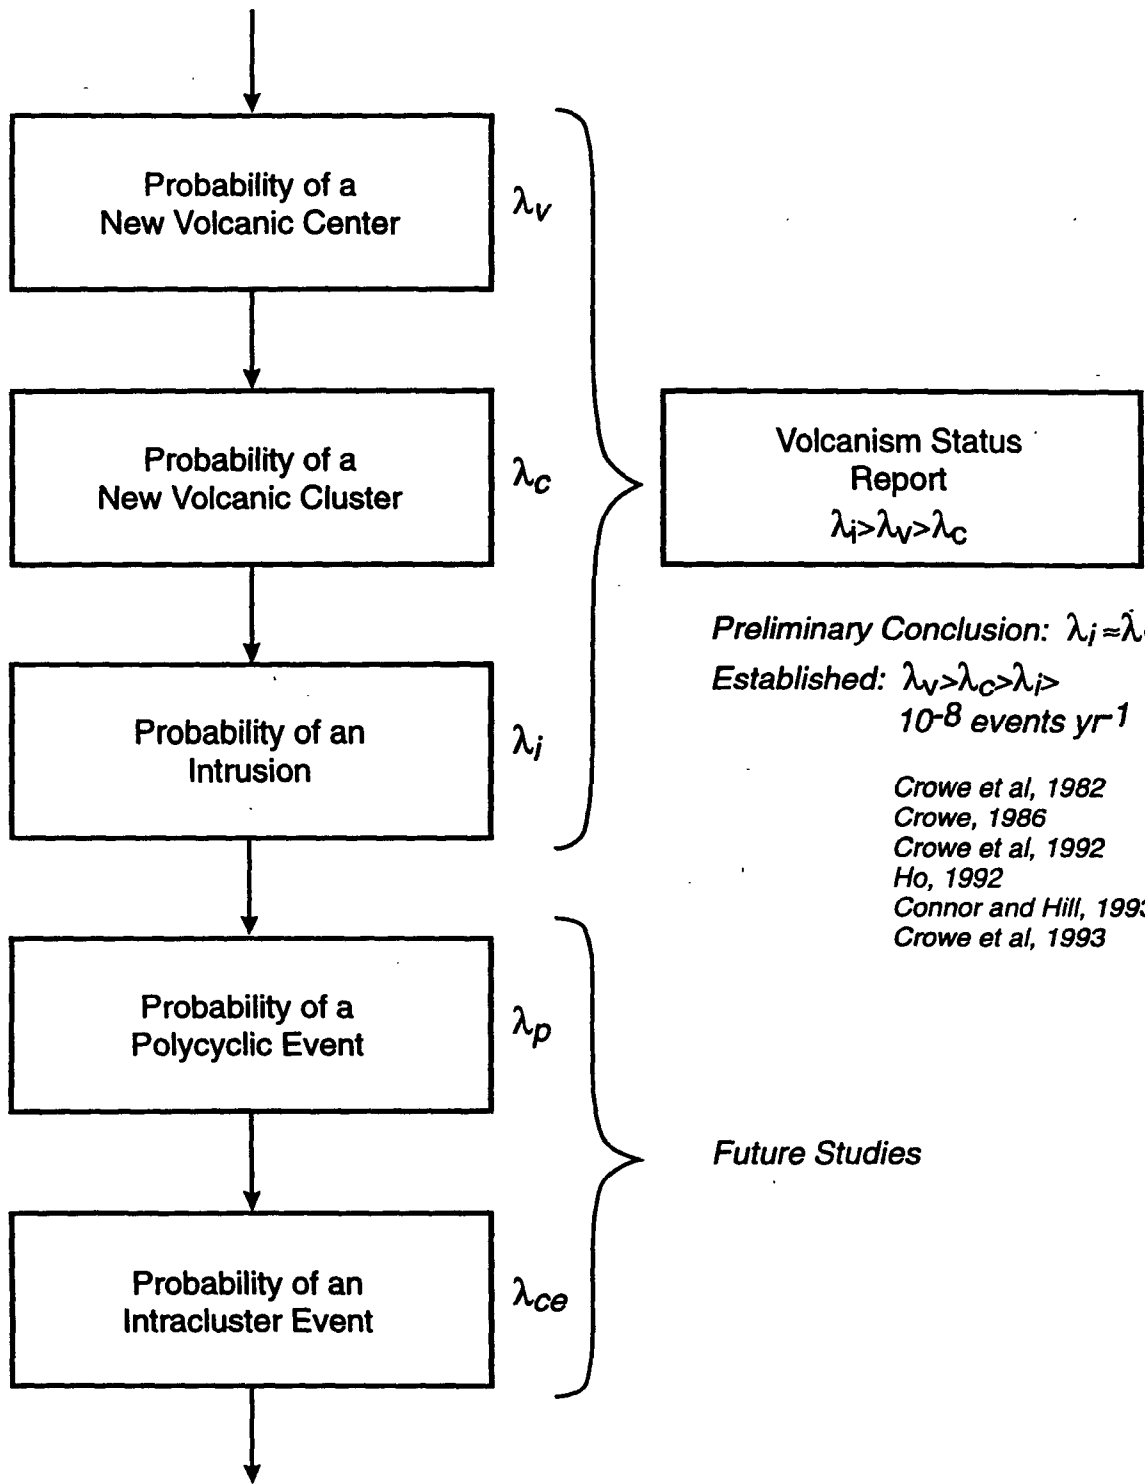 Probability of a
New Volcanic Center
λv
Probability of a
New Volcanic Cluster
λc
Probability of an
Intrusion
λi
Probability of a
Polycyclic Event
λp
Probability of an
Intracluster Event
λce
Volcanism Status
Report
λi>λv>λc
Preliminary Conclusion: λi≈λ
Established: λv>λc>λi>
10-8 events yr-1
Crowe et al, 1982
Crowe, 1986
Crowe et al, 1992
Ho, 1992
Connor and Hill, 1993
Crowe et al, 1993
Future Studies